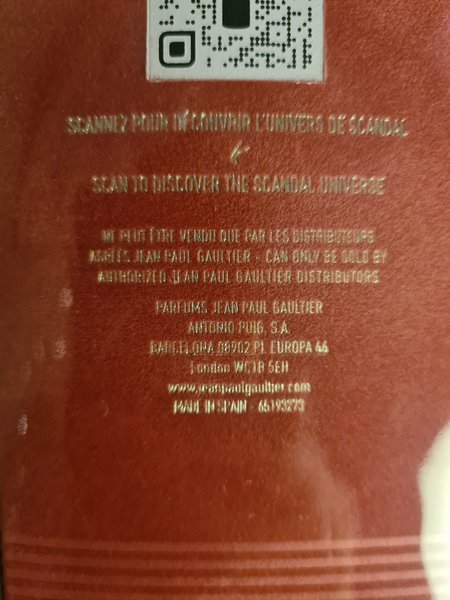 SCANNEZ POUR DÉCOUVRIR L'UNIVERS DE SCANDAL
SCAN TO DISCOVER THE SCANDAL UNIVERSE
NE PEUT ÊTRE VENDU QUE PAR LES DISTRIBUTEURS
AGRÉÉS JEAN PAUL GAULTIER - CAN ONLY BE SOLD BY
AUTHORIZED JEAN PAUL GAULTIER DISTRIBUTORS
PARFUMS JEAN PAUL GAULTIER
ANTONIO PUIG, S.A.
BARCELONA 08902 PL EUROPA 46
London WC1B 5EH
www.jeanpaulgaultier.com
MADE IN SPAIN - 65193273